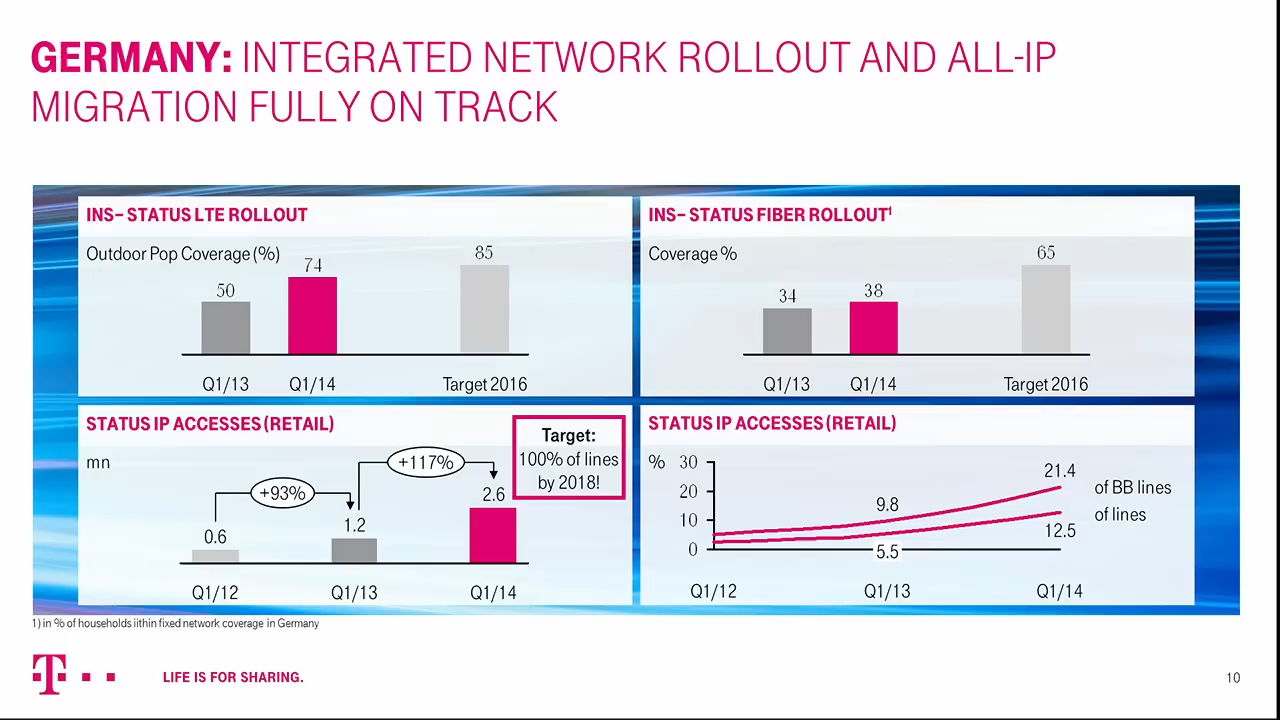 GERMANY: INTEGRATED NETWORK ROLLOUT AND ALL-IP
MIGRATION FULLY ON TRACK
INS– STATUS LTE ROLLOUT
Outdoor Pop Coverage (%)
50
74
85
Q1/13
Q1/14
Target 2016
INS– STATUS FIBER ROLLOUT¹
Coverage %
34
38
65
Q1/13
Q1/14
Target 2016
STATUS IP ACCESSES (RETAIL)
mn
Target:
100% of lines
by 2018!
+93%
+117%
0.6
1.2
2.6
Q1/12
Q1/13
Q1/14
STATUS IP ACCESSES (RETAIL)
%
30
20
10
0
9.8
21.4
of BB lines
of lines
5.5
12.5
Q1/12
Q1/13
Q1/14
1) in % of households iithin fixed network coverage in Germany
T
LIFE IS FOR SHARING.
10